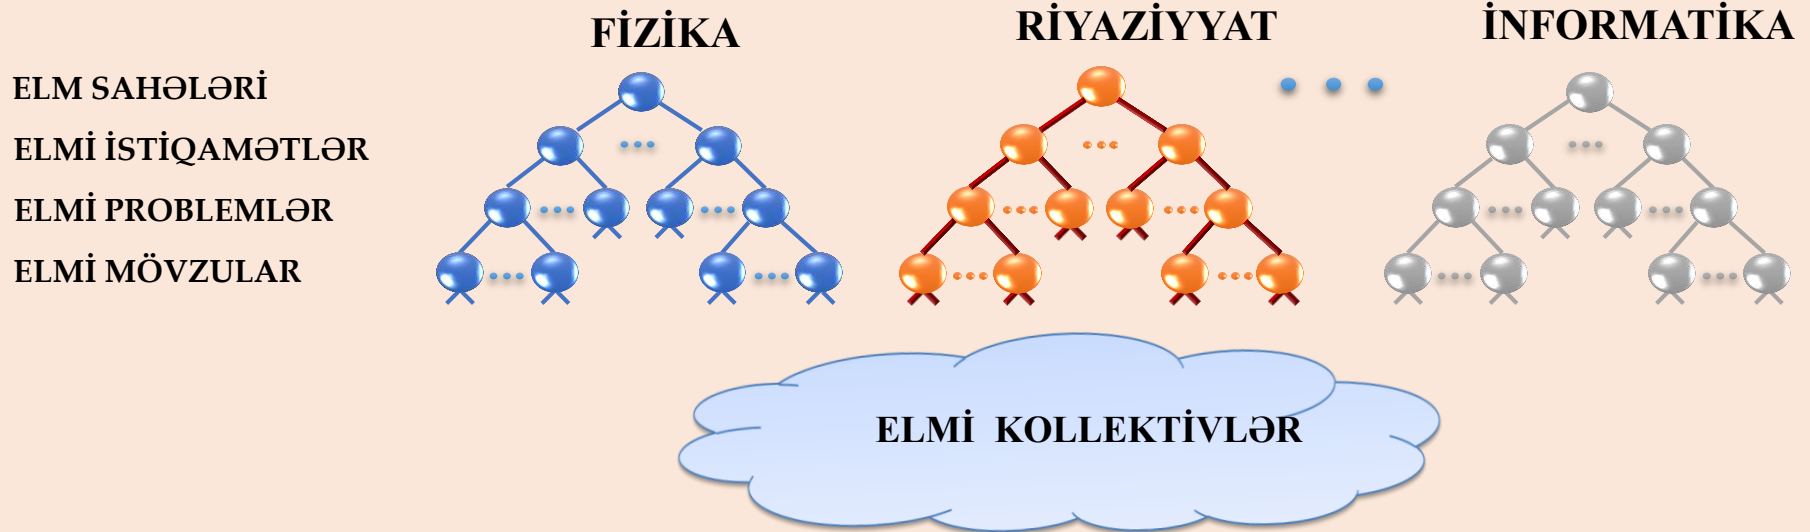 FİZİKA
RİYAZİYYAT
İNFORMATİKA
ELM SAHƏLƏRİ
ELMİ İSTİQAMƏTLƏR
ELMİ PROBLEMLƏR
ELMİ MÖVZULAR
ELMİ KOLLEKTİVLƏR